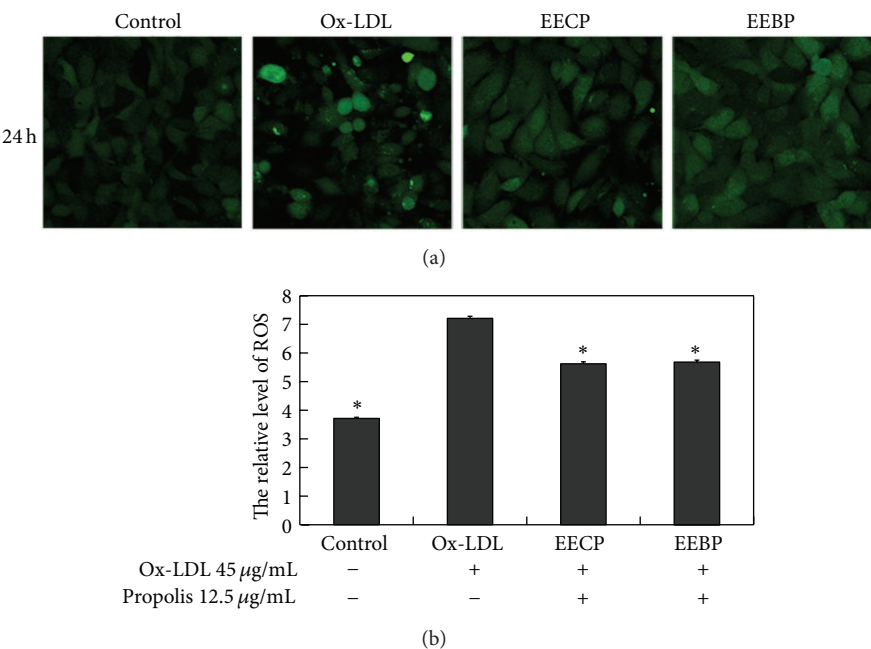 Control Ox-LDL EECP EEBP
24 h
(a)
The relative level of ROS
8
7
6
5
4
3
2
1
0
* * *
Control Ox-LDL EECP EEBP
Ox-LDL 45 μg/mL − + + +
Propolis 12.5 μg/mL − − + +
(b)